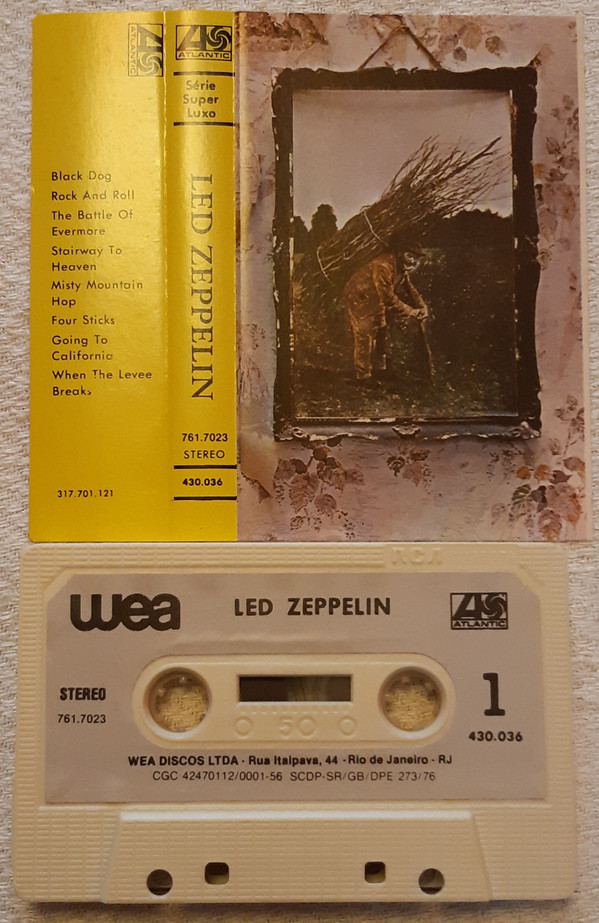 ATLANTIC
Black Dog
Rock And Roll
The Battle Of
Evermore
Stairway To
Heaven
Misty Mountain
Hop
Four Sticks
Going To
California
When The Levee
Breaks
317.701.121
ATLANTIC
Série
Super
Luxo
LED ZEPPELIN
761.7023
STEREO
430.036
RCA
wea
LED ZEPPELIN
ATLANTIC
STEREO
761.7023
50
1
430.036
WEA DISCOS LTDA - Rua Itaipava, 44 - Rio de Janeiro - RJ
CGC 42470112/0001-56 SCDP-SR/GB/DPE 273/76